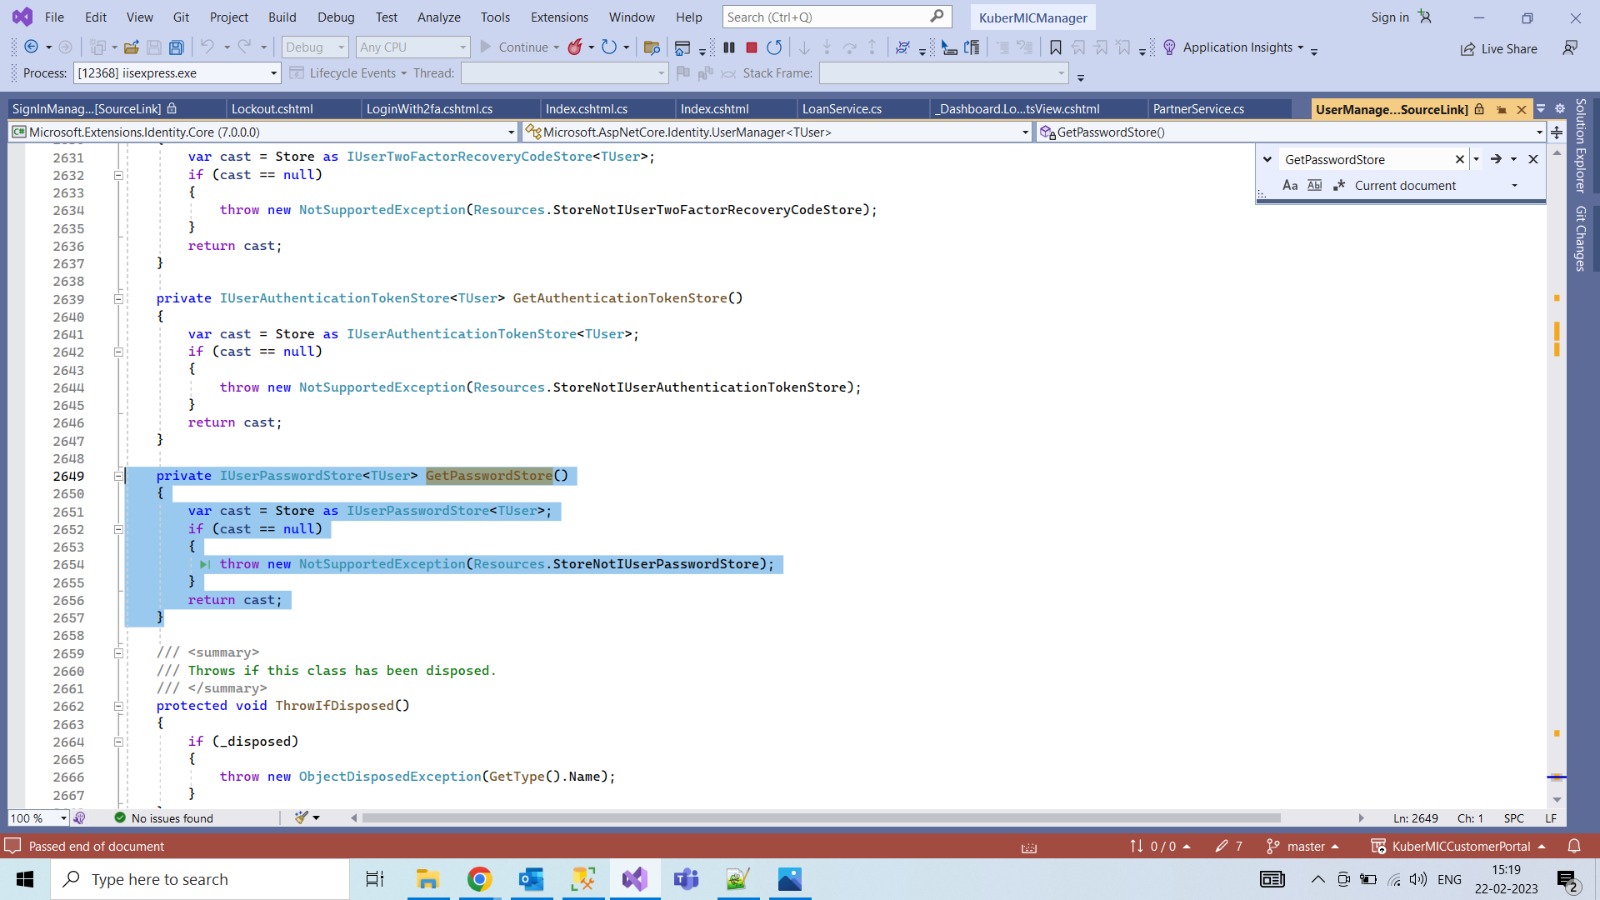 File Edit View Git Project Build Debug Test Analyze Tools Extensions Window Help Search (Ctrl+Q) KuberMICManager Sign in
Debug Any CPU Continue Application Insights Live Share
Process: [12368] iisexpress.exe Lifecycle Events Thread: Stack Frame:
SignInManag...[SourceLink] Lockout.cshtml LoginWith2fa.cshtml.cs Index.cshtml.cs Index.cshtml LoanService.cs _Dashboard.Lo...tsView.cshtml PartnerService.cs UserManage...SourceLink]
Microsoft.Extensions.Identity.Core (7.0.0.0) Microsoft.AspNetCore.Identity.UserManager<TUser> GetPasswordStore()
GetPasswordStore
Aa Ab Current document
Solution Explorer
Git Changes
2631 var cast = Store as IUserTwoFactorRecoveryCodeStore<TUser>;
2632 if (cast == null)
2633 {
2634 throw new NotSupportedException(Resources.StoreNotIUserTwoFactorRecoveryCodeStore);
2635 }
2636 return cast;
2637 }
2638
2639 private IUserAuthenticationTokenStore<TUser> GetAuthenticationTokenStore()
2640 {
2641 var cast = Store as IUserAuthenticationTokenStore<TUser>;
2642 if (cast == null)
2643 {
2644 throw new NotSupportedException(Resources.StoreNotIUserAuthenticationTokenStore);
2645 }
2646 return cast;
2647 }
2648
2649 private IUserPasswordStore<TUser> GetPasswordStore()
2650 {
2651 var cast = Store as IUserPasswordStore<TUser>;
2652 if (cast == null)
2653 {
2654 throw new NotSupportedException(Resources.StoreNotIUserPasswordStore);
2655 }
2656 return cast;
2657 }
2658
2659 /// <summary>
2660 /// Throws if this class has been disposed.
2661 /// </summary>
2662 protected void ThrowIfDisposed()
2663 {
2664 if (_disposed)
2665 {
2666 throw new ObjectDisposedException(GetType().Name);
2667 }
100 % No issues found Ln: 2649 Ch: 1 SPC LF
Passed end of document 0 / 0 7 master KuberMICCustomerPortal
Type here to search ENG 15:19
22-02-2023 2